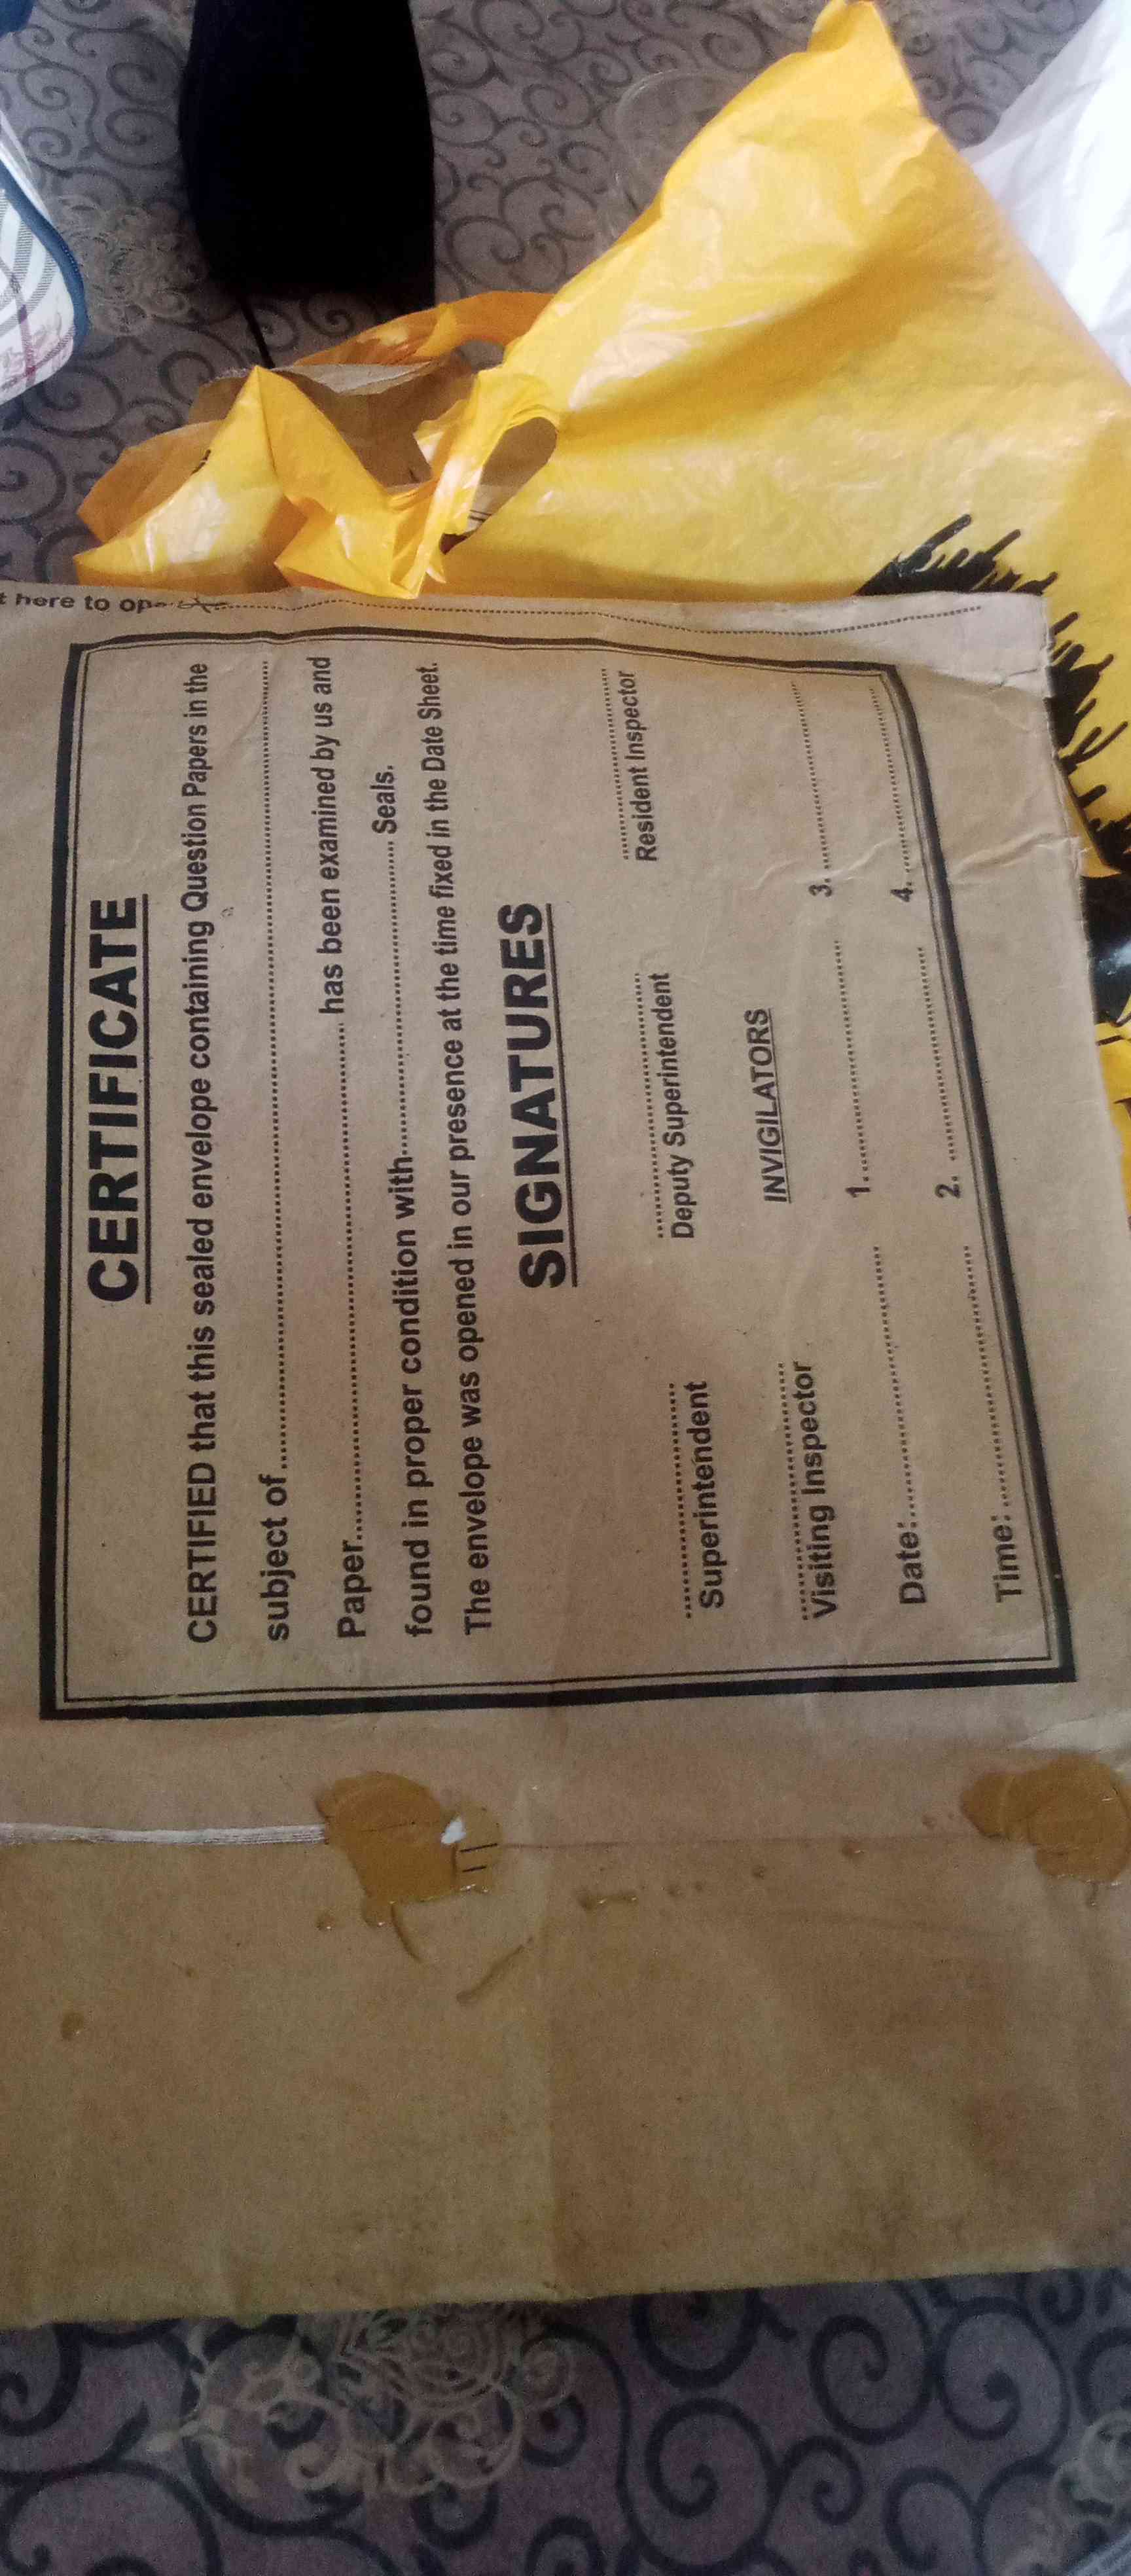 t here to op
CERTIFICATE
CERTIFIED that this sealed envelope containing Question Papers in the
subject of
Paper has been examined by us and
found in proper condition with Seals.
The envelope was opened in our presence at the time fixed in the Date Sheet.
SIGNATURES
Superintendent Deputy Superintendent Resident Inspector
Visiting Inspector INVIGILATORS
Date: 1. 3.
Time: 2. 4.